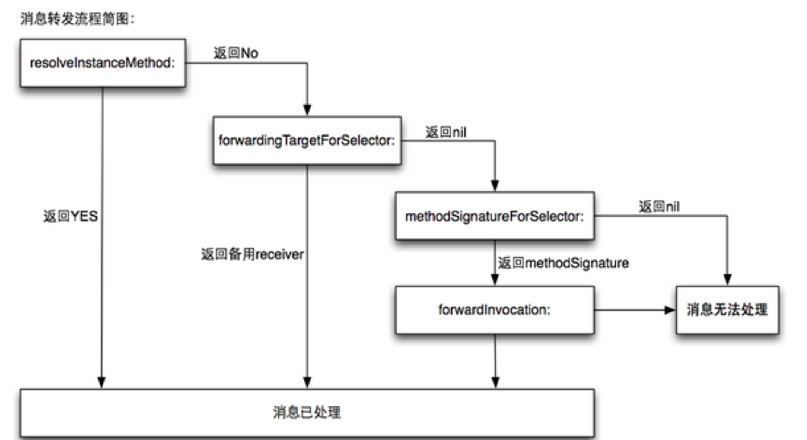 消息转发流程简图:
resolveInstanceMethod:
返回No
forwardingTargetForSelector:
返回nil
methodSignatureForSelector:
返回nil
返回YES
返回备用receiver
返回methodSignature
forwardInvocation:
消息无法处理
消息已处理